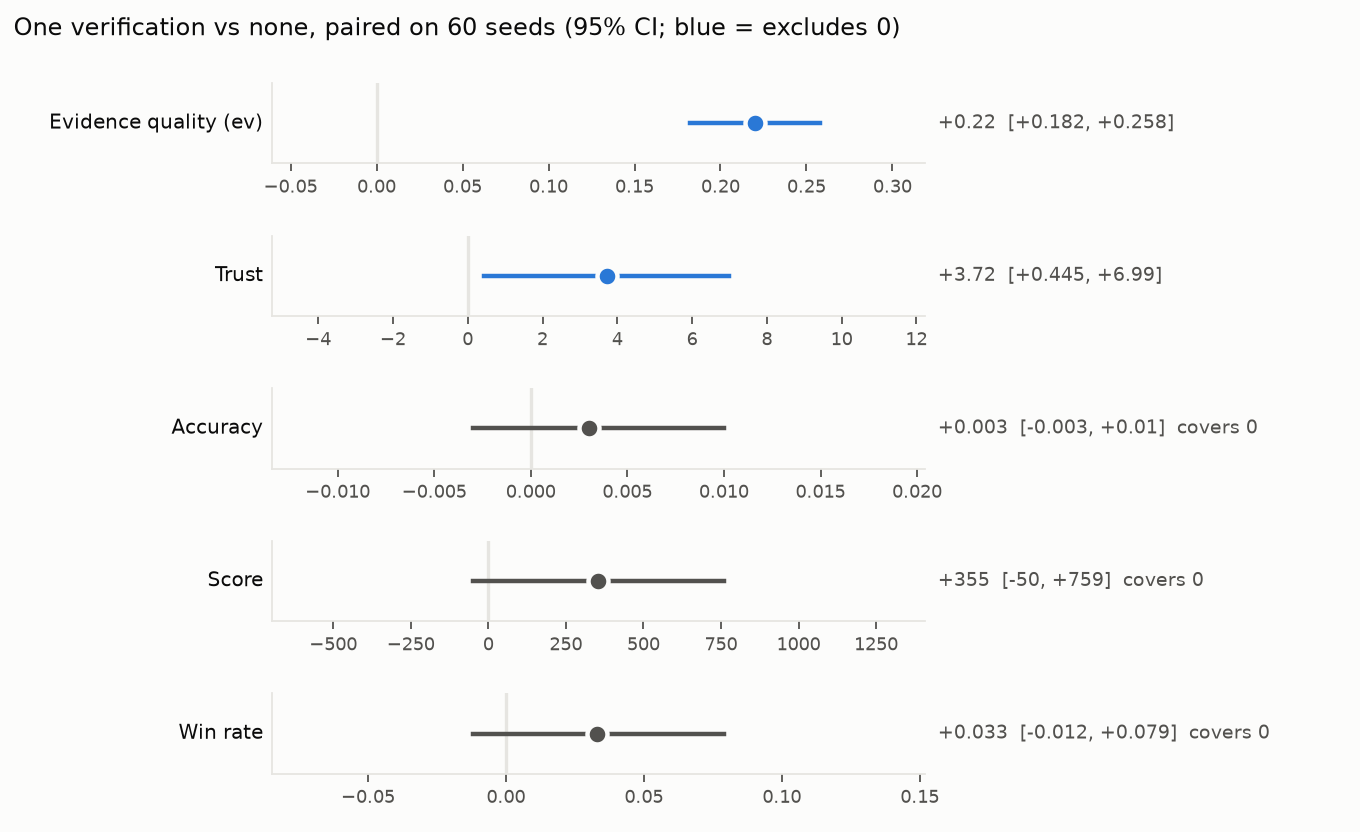 One verification vs none, paired on 60 seeds (95% CI; blue = excludes 0)
Evidence quality (ev)
+0.22 [+0.182, +0.258]
−0.05 0.00 0.05 0.10 0.15 0.20 0.25 0.30
Trust
+3.72 [+0.445, +6.99]
−4 −2 0 2 4 6 8 10 12
Accuracy
+0.003 [-0.003, +0.01] covers 0
−0.010 −0.005 0.000 0.005 0.010 0.015 0.020
Score
+355 [-50, +759] covers 0
−500 −250 0 250 500 750 1000 1250
Win rate
+0.033 [-0.012, +0.079] covers 0
−0.05 0.00 0.05 0.10 0.15